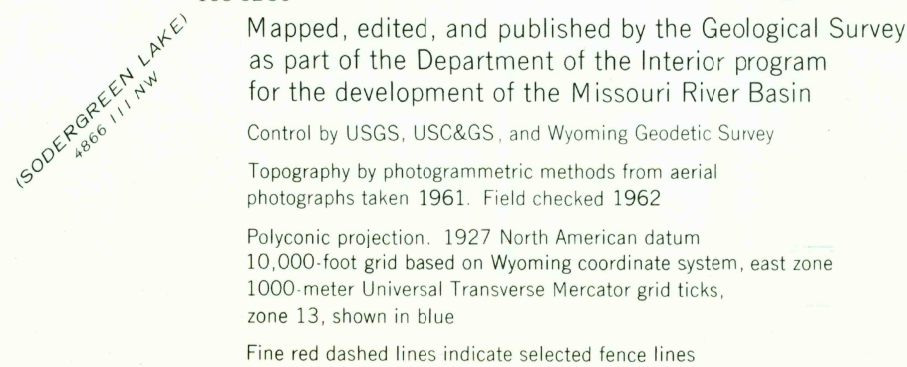 (SODERGREEN LAKE)
4866 III NW
Mapped, edited, and published by the Geological Survey
as part of the Department of the Interior program
for the development of the Missouri River Basin
Control by USGS, USC&GS, and Wyoming Geodetic Survey
Topography by photogrammetric methods from aerial
photographs taken 1961. Field checked 1962
Polyconic projection. 1927 North American datum
10,000-foot grid based on Wyoming coordinate system, east zone
1000-meter Universal Transverse Mercator grid ticks,
zone 13, shown in blue
Fine red dashed lines indicate selected fence lines